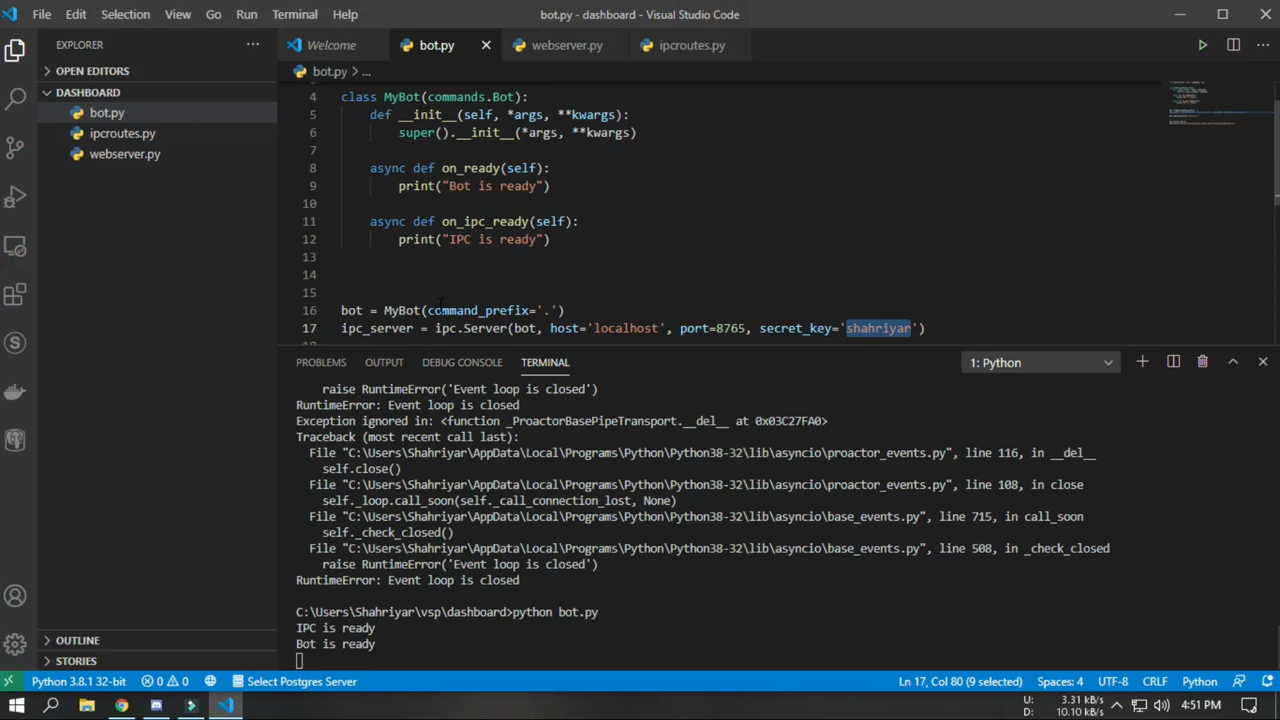 File Edit Selection View Go Run Terminal Help
bot.py - dashboard - Visual Studio Code
EXPLORER
Welcome
bot.py
webserver.py
ipcroutes.py
OPEN EDITORS
DASHBOARD
bot.py
ipcroutes.py
webserver.py
bot.py > ...
4 class MyBot(commands.Bot):
5 def __init__(self, *args, **kwargs):
6 super().__init__(*args, **kwargs)
7
8 async def on_ready(self):
9 print("Bot is ready")
10
11 async def on_ipc_ready(self):
12 print("IPC is ready")
13
14
15
16 bot = MyBot(command_prefix='.')
17 ipc_server = ipc.Server(bot, host='localhost', port=8765, secret_key='shahriyar')
PROBLEMS OUTPUT DEBUG CONSOLE TERMINAL
1: Python
raise RuntimeError('Event loop is closed')
RuntimeError: Event loop is closed
Exception ignored in: <function _ProactorBasePipeTransport.__del__ at 0x03C27FA0>
Traceback (most recent call last):
File "C:\Users\Shahriyar\AppData\Local\Programs\Python\Python38-32\lib\asyncio\proactor_events.py", line 116, in __del__
self.close()
File "C:\Users\Shahriyar\AppData\Local\Programs\Python\Python38-32\lib\asyncio\proactor_events.py", line 108, in close
self._loop.call_soon(self._call_connection_lost, None)
File "C:\Users\Shahriyar\AppData\Local\Programs\Python\Python38-32\lib\asyncio\base_events.py", line 715, in call_soon
self._check_closed()
File "C:\Users\Shahriyar\AppData\Local\Programs\Python\Python38-32\lib\asyncio\base_events.py", line 508, in _check_closed
raise RuntimeError('Event loop is closed')
RuntimeError: Event loop is closed
C:\Users\Shahriyar\vsp\dashboard>python bot.py
IPC is ready
Bot is ready
OUTLINE
STORIES
Python 3.8.1 32-bit
0
0
Select Postgres Server
Ln 17, Col 80 (9 selected)
Spaces: 4
UTF-8
CRLF
Python
U: 3.31 kB/s
D: 10.10 kB/s
4:51 PM